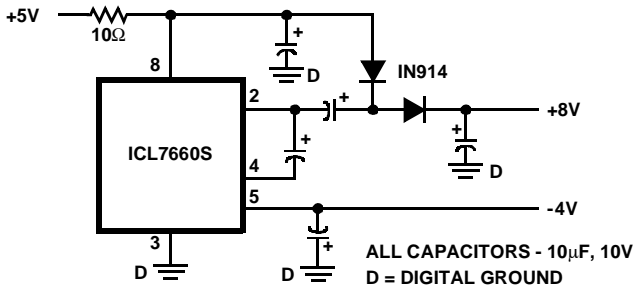 +5V
10Ω
8
+
D
IN914
2
+
+
+8V
ICL7660S
+
4
D
5
-4V
3
+
D
D
ALL CAPACITORS - 10μF, 10V
D = DIGITAL GROUND